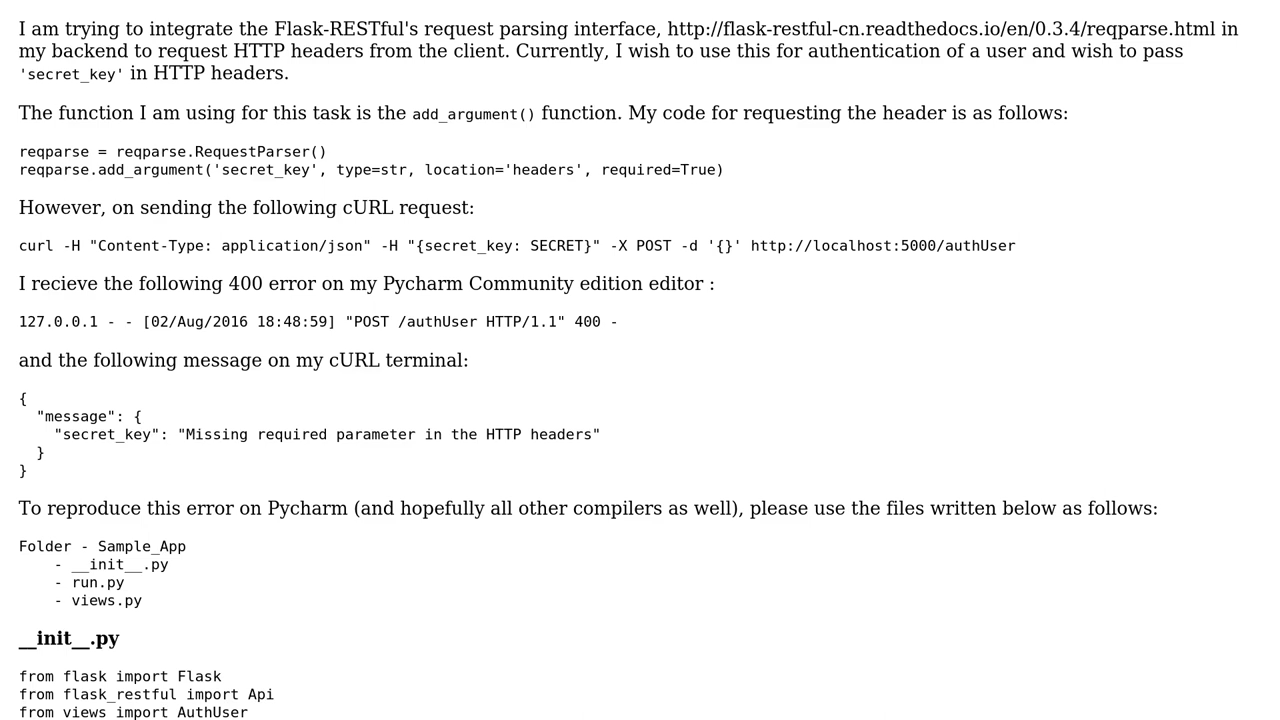 I am trying to integrate the Flask-RESTful's request parsing interface, http://flask-restful-cn.readthedocs.io/en/0.3.4/reqparse.html in
my backend to request HTTP headers from the client. Currently, I wish to use this for authentication of a user and wish to pass
'secret_key' in HTTP headers.
The function I am using for this task is the add_argument() function. My code for requesting the header is as follows:
reqparse = reqparse.RequestParser()
reqparse.add_argument('secret_key', type=str, location='headers', required=True)
However, on sending the following cURL request:
curl -H "Content-Type: application/json" -H "{secret_key: SECRET}" -X POST -d '{}' http://localhost:5000/authUser
I recieve the following 400 error on my Pycharm Community edition editor :
127.0.0.1 - - [02/Aug/2016 18:48:59] "POST /authUser HTTP/1.1" 400 -
and the following message on my cURL terminal:
{
  "message": {
    "secret_key": "Missing required parameter in the HTTP headers"
  }
}
To reproduce this error on Pycharm (and hopefully all other compilers as well), please use the files written below as follows:
Folder - Sample_App
    - __init__.py
    - run.py
    - views.py
__init__.py
from flask import Flask
from flask_restful import Api
from views import AuthUser